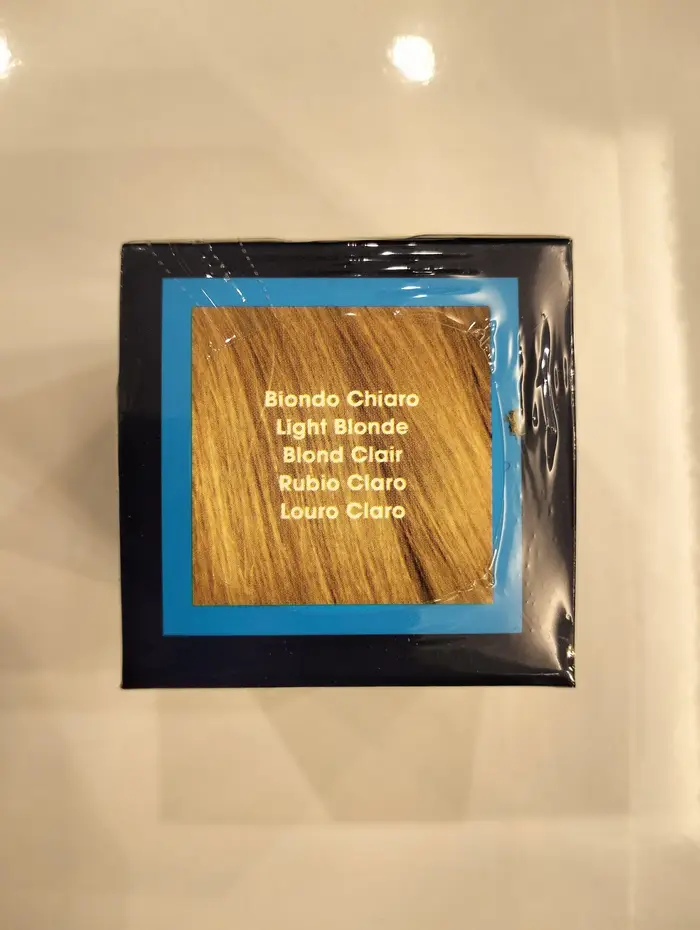 Biondo Chiaro
Light Blonde
Blond Clair
Rubio Claro
Louro Claro